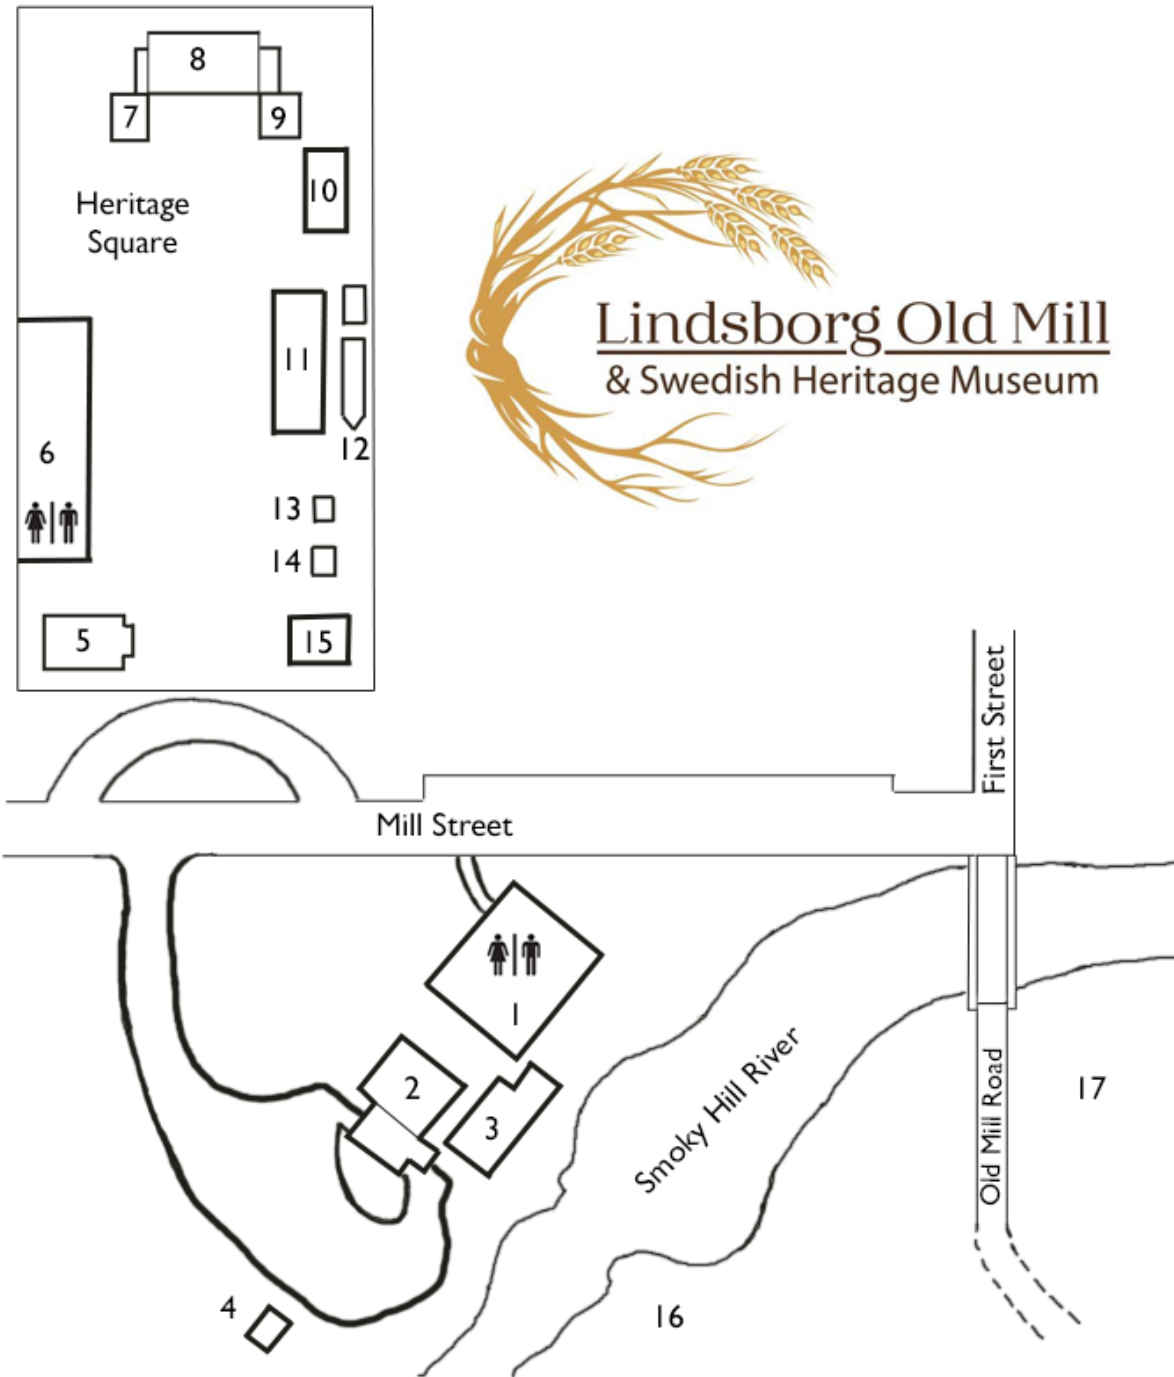 8
7
9
10
Heritage
Square
11
6
12
13
14
5
15
Lindsborg Old Mill
& Swedish Heritage Museum
First Street
Mill Street
1
2
3
Smoky Hill River
Old Mill Road
17
4
16